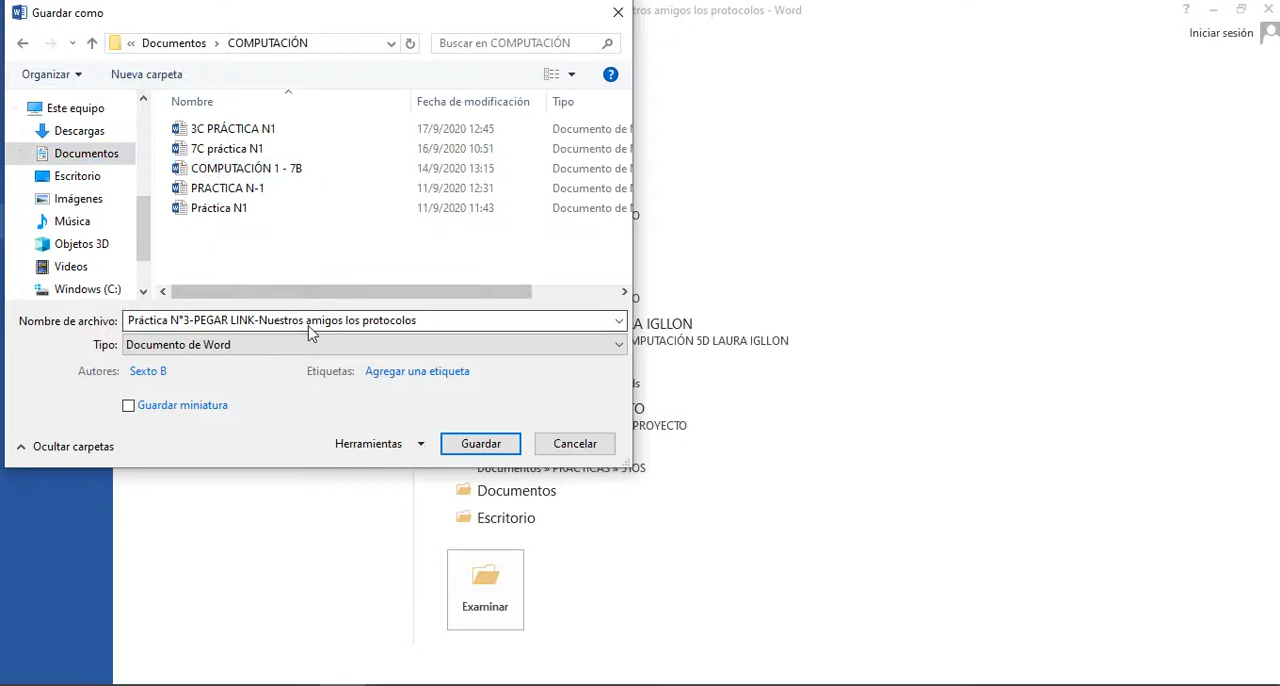 Guardar como
tros amigos los protocolos - Word
?
Iniciar sesión
« Documentos › COMPUTACIÓN
Buscar en COMPUTACIÓN
Organizar
Nueva carpeta
?
Este equipo
Descargas
Documentos
Escritorio
Imágenes
Música
Objetos 3D
Videos
Windows (C:)
Nombre Fecha de modificación Tipo
3C PRÁCTICA N1 17/9/2020 12:45 Documento de
7C práctica N1 16/9/2020 10:51 Documento de
COMPUTACIÓN 1 - 7B 14/9/2020 13:15 Documento de
PRACTICA N-1 11/9/2020 12:31 Documento de
Práctica N1 11/9/2020 11:43 Documento de
Nombre de archivo: Práctica N°3-PEGAR LINK-Nuestros amigos los protocolos
Tipo: Documento de Word
Autores: Sexto B
Etiquetas: Agregar una etiqueta
Guardar miniatura
Ocultar carpetas
Herramientas
Guardar
Cancelar
A IGLLON
MPUTACIÓN 5D LAURA IGLLON
ds
TO
PROYECTO
Documentos » PRÁCTICAS » 5TOS
Documentos
Escritorio
Examinar